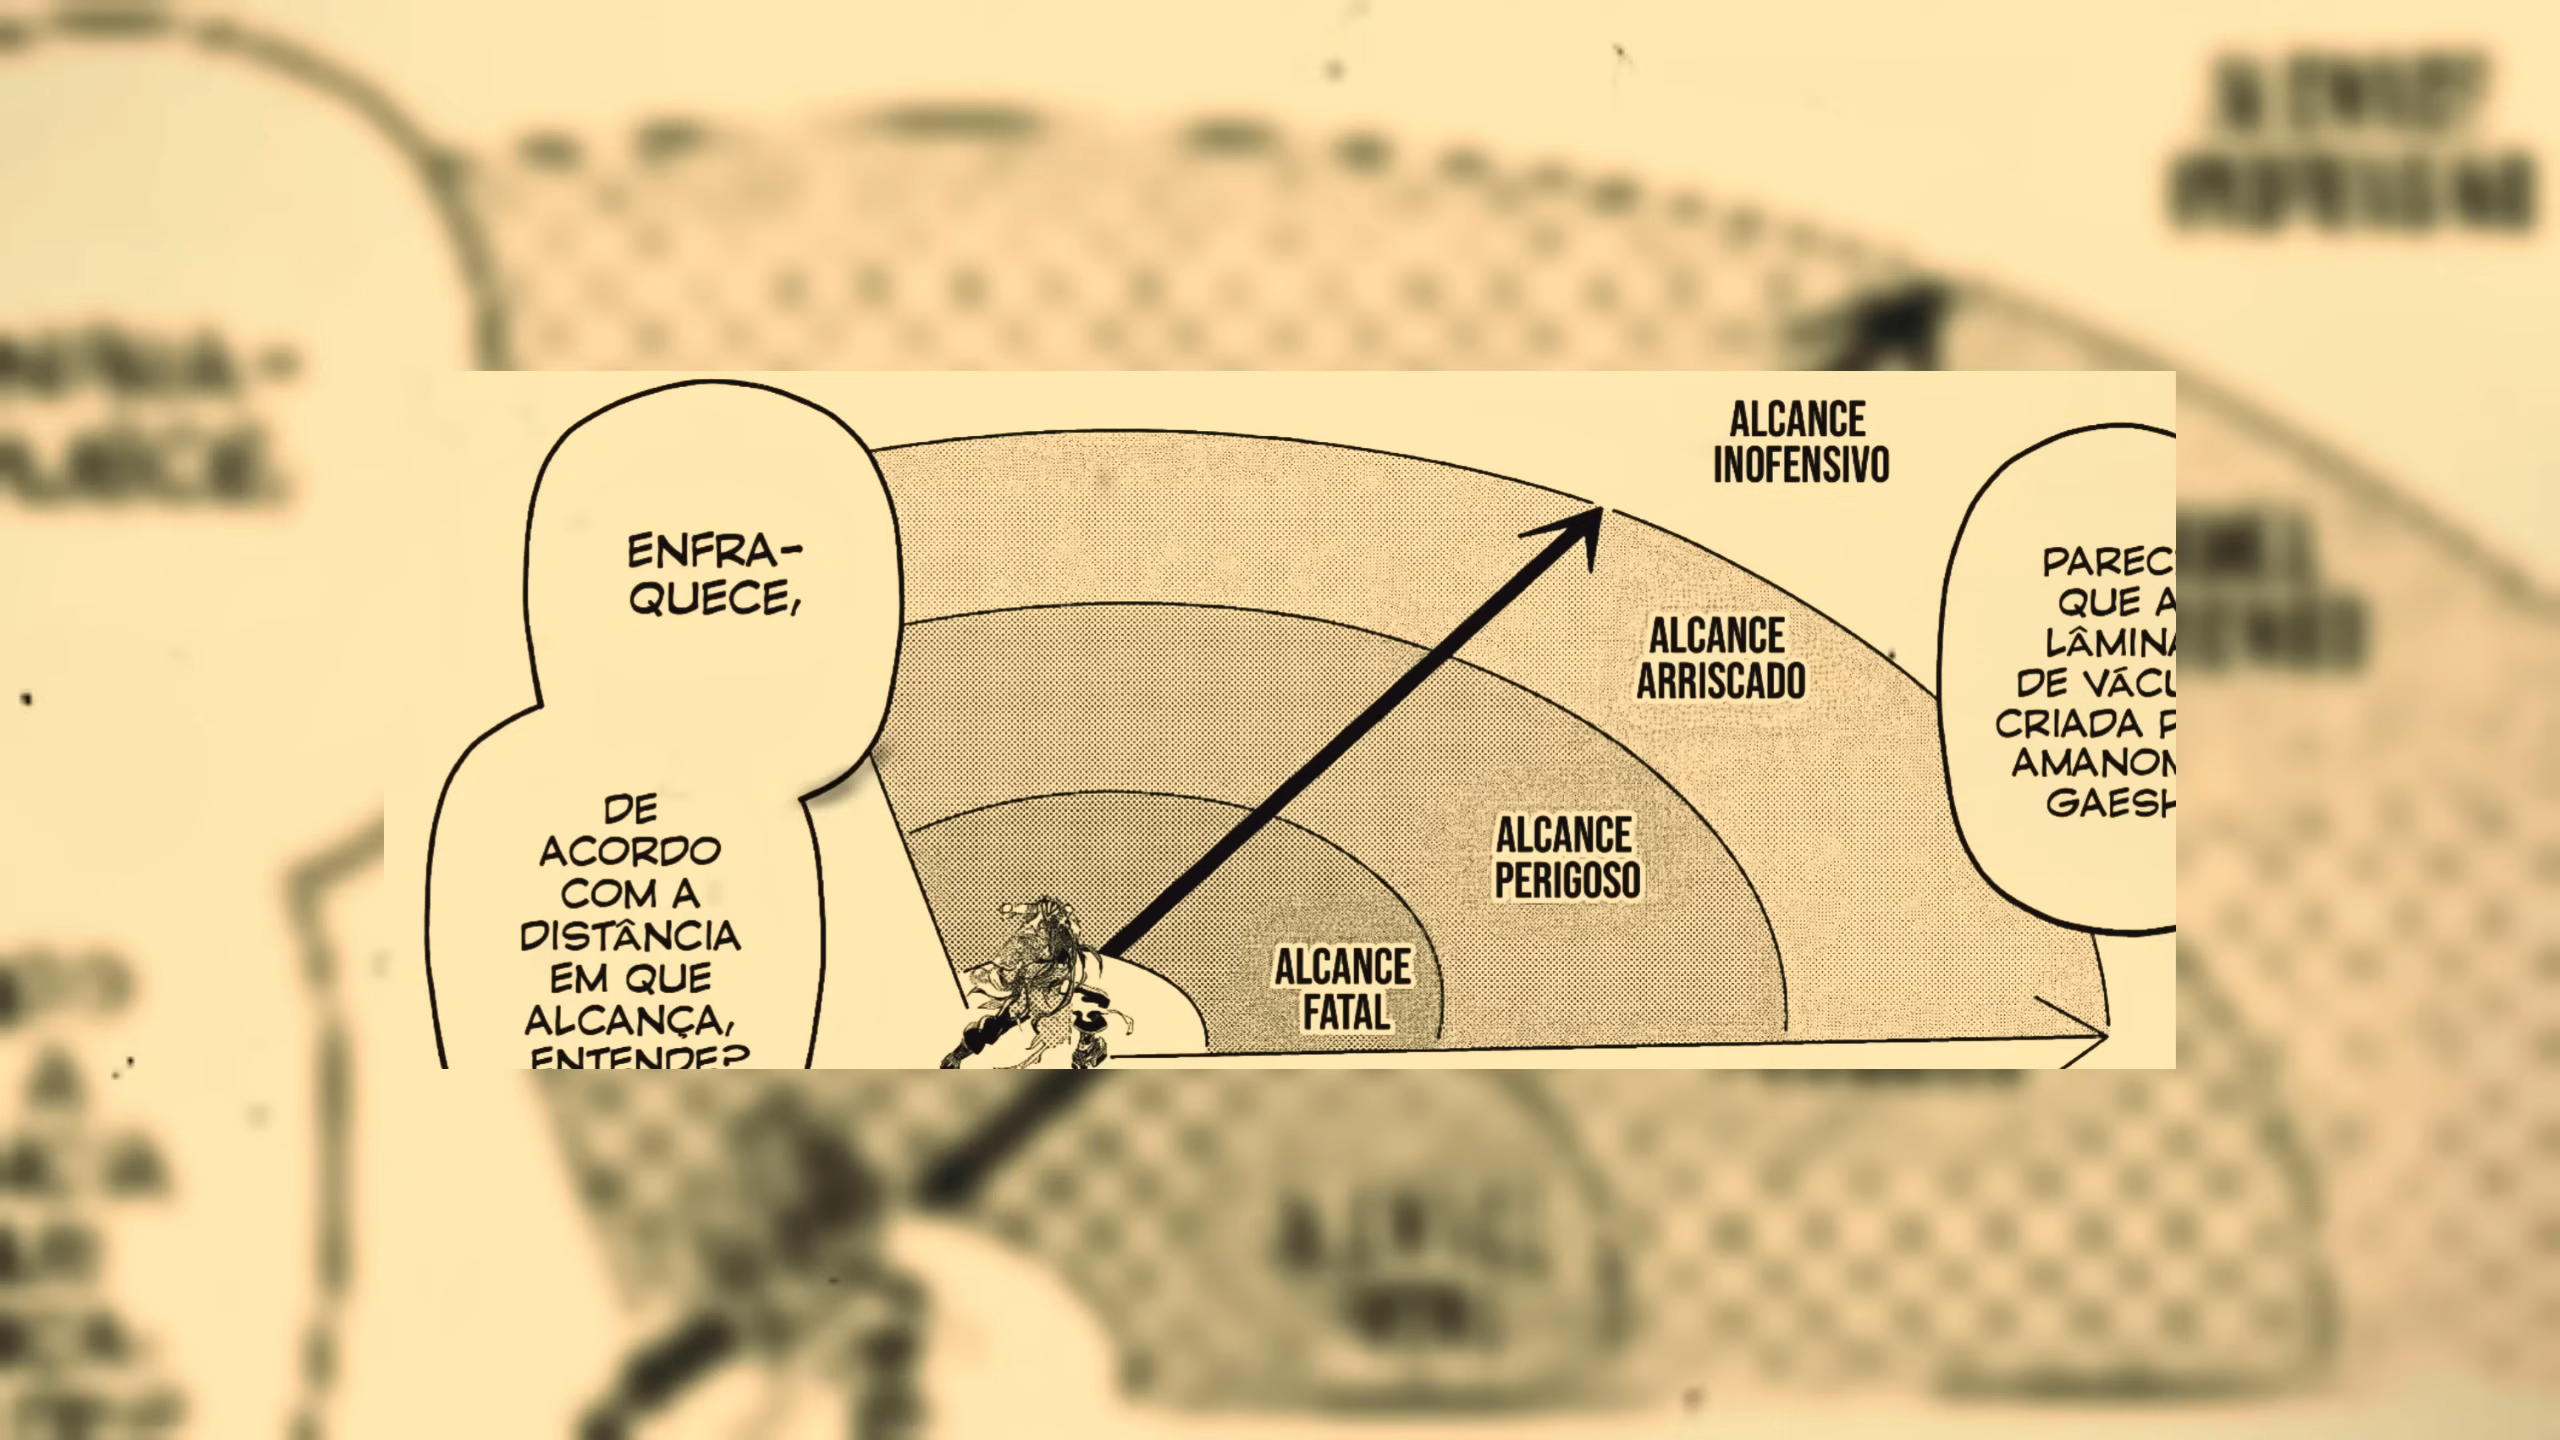 ENFRA-
QUECE,
DE
ACORDO
COM A
DISTÂNCIA
EM QUE
ALCANÇA,
ENTENDE?
ALCANCE
INOFENSIVO
ALCANCE
ARRISCADO
ALCANCE
PERIGOSO
ALCANCE
FATAL
PAREC
QUE A
LÂMINA
DE VÁCU
CRIADA P
AMANOM
GAESH